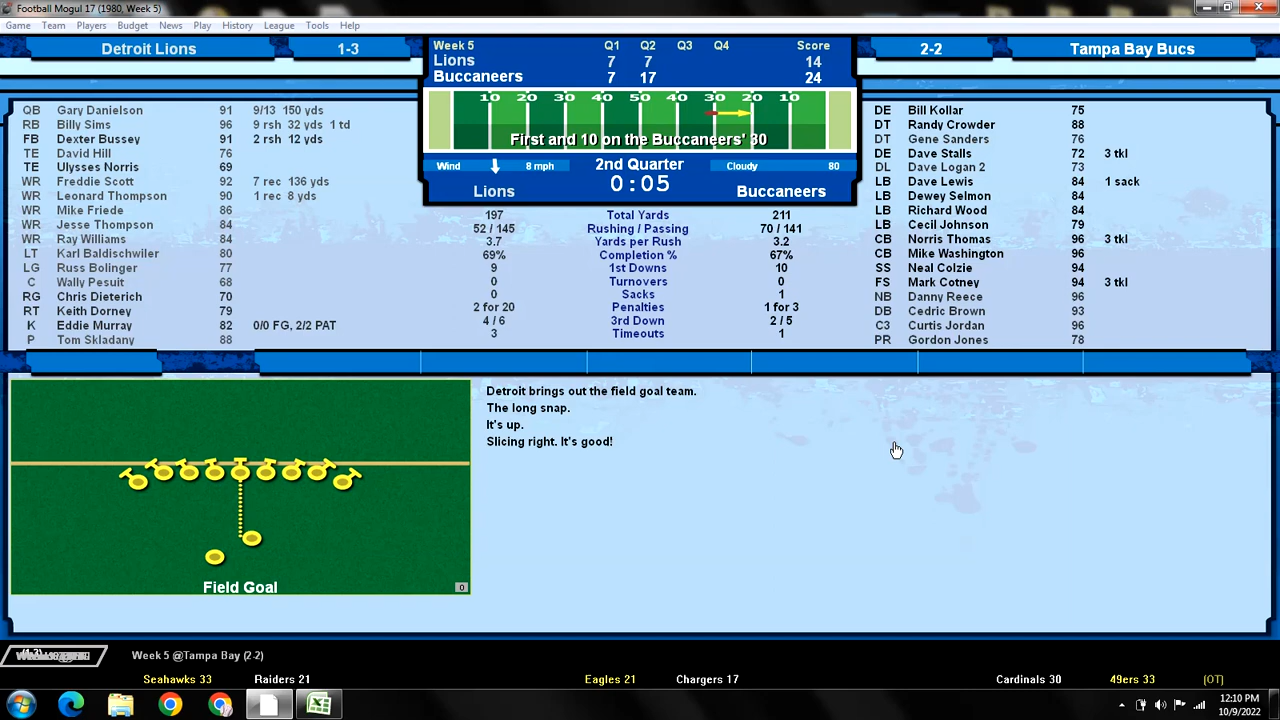 Football Mogul 17 (1980, Week 5)
Game Team Players Budget News Play History League Tools Help
Detroit Lions 1-3
Week 5 Q1 Q2 Q3 Q4 Score
Lions 7 7 14
Buccaneers 7 17 24
2-2 Tampa Bay Bucs
10 20 30 40 40 30 20 10
First and 10 on the Buccaneers' 30
Wind 8 mph 2nd Quarter Cloudy 80
Lions 0:05 Buccaneers
QB Gary Danielson 91 9/13 150 yds
RB Billy Sims 96 9 rsh 32 yds 1 td
FB Dexter Bussey 91 2 rsh 12 yds
TE David Hill 76
TE Ulysses Norris 69
WR Freddie Scott 92 7 rec 136 yds
WR Leonard Thompson 90 1 rec 8 yds
WR Mike Friede 86
WR Jesse Thompson 84
WR Ray Williams 84
LT Karl Baldischwiler 80
LG Russ Bolinger 77
C Wally Pesuit 68
RG Chris Dieterich 70
RT Keith Dorney 79
K Eddie Murray 82 0/0 FG, 2/2 PAT
P Tom Skladany 88
197 Total Yards 211
52 / 145 Rushing / Passing 70 / 141
3.7 Yards per Rush 3.2
69% Completion % 67%
9 1st Downs 10
0 Turnovers 0
0 Sacks 1
2 for 20 Penalties 1 for 3
4 / 6 3rd Down 2 / 5
3 Timeouts 1
DE Bill Kollar 75
DT Randy Crowder 88
DT Gene Sanders 76
DE Dave Stalls 72 3 tkl
DL Dave Logan 2 73
LB Dave Lewis 84 1 sack
LB Dewey Selmon 84
LB Richard Wood 84
LB Cecil Johnson 79
CB Norris Thomas 96 3 tkl
CB Mike Washington 96
SS Neal Colzie 94
FS Mark Cotney 94 3 tkl
NB Danny Reece 96
DB Cedric Brown 93
C3 Curtis Jordan 96
PR Gordon Jones 78
Detroit brings out the field goal team.
The long snap.
It's up.
Slicing right. It's good!
Field Goal
0
Week 5 @Tampa Bay (2-2)
Seahawks 33 Raiders 21 Eagles 21 Chargers 17 Cardinals 30 49ers 33 (OT)
12:10 PM
10/9/2022